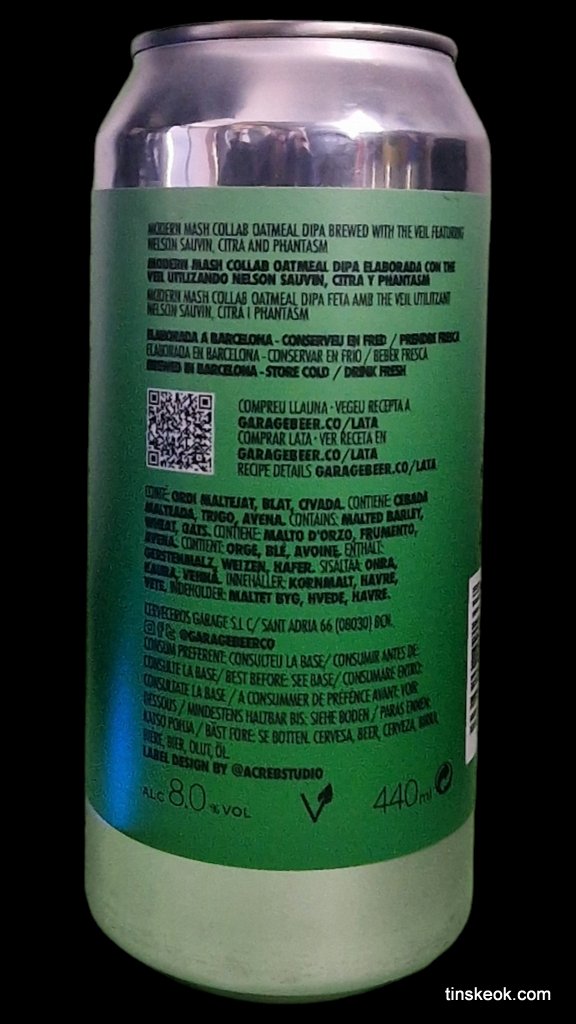 MODERN MASH COLLAB OATMEAL DIPA BREWED WITH THE VEIL FEATURING
NELSON SAUVIN, CITRA AND PHANTASM
MODERN MASH COLLAB OATMEAL DIPA ELABORADA CON THE
VEIL UTILIZANDO NELSON SAUVIN, CITRA Y PHANTASM
MODERN MASH COLLAB OATMEAL DIPA FETA AMB THE VEIL UTILITZANT
NELSON SAUVIN, CITRA I PHANTASM
ELABORADA A BARCELONA - CONSERVEU EN FRED / PRENDRE FRESCA
ELABORADA EN BARCELONA - CONSERVAR EN FRIO / BEBER FRESCA
BREWED IN BARCELONA - STORE COLD / DRINK FRESH
COMPREU LLAUNA · VEGEU RECEPTA A
GARAGEBEER.CO/LATA
COMPRAR LATA · VER RECETA EN
GARAGEBEER.CO/LATA
RECIPE DETAILS GARAGEBEER.CO/LATA
CONTÉ: ORDI MALTEJAT, BLAT, CIVADA. CONTIENE: CEBADA
MALTEADA, TRIGO, AVENA. CONTAINS: MALTED BARLEY,
WHEAT, OATS. CONTIENE: MALTO D'ORZO, FRUMENTO,
AVENA. CONTIENT: ORGE, BLÉ, AVOINE. ENTHÄLT:
GERSTENMALZ, WEIZEN, HAFER. SISÄLTÄÄ: OHRA,
KAURA, VEHNÄ. INNEHÅLLER: KORNMALT, HAVRE,
VETE. INDEHOLDER: MALTET BYG, HVEDE, HAVRE.
CERVECEROS GARAGE S.L C/ SANT ADRIA 66 (08030) BCN.
@GARAGEBEERCO
CONSUM PREFERENT: CONSULTEU LA BASE/ CONSUMIR ANTES DE:
CONSULTE LA BASE/ BEST BEFORE: SEE BASE/ CONSUMARE ENTRO:
CONSULTATE LA BASE / A CONSUMMER DE PRÉFÉNCE AVANT: VOIR
DESSOUS / MINDESTENS HALTBAR BIS: SIEHE BODEN / PARAS ENNEN:
KATSO POHJA / BÄST FÖRE: SE BOTTEN. CERVESA, BEER, CERVEZA, BIRRA,
BIÈRE, BIER, OLUT, ÖL.
LABEL DESIGN BY @ACREBSTUDIO
ALC 8,0 % VOL
440 ml
tinskeok.com